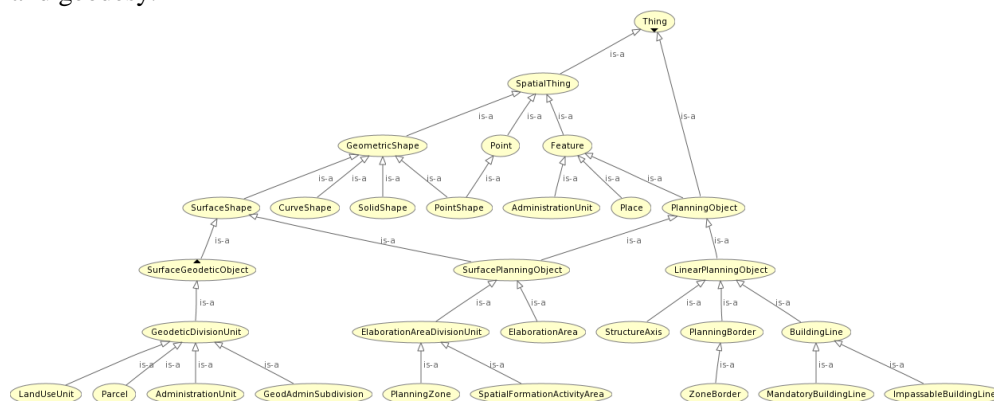 and geodesy.
Thing
is-a
SpatialThing
is-a
is-a is-a
GeometricShape Point Feature
is-a is-a is-a is-a is-a is-a is-a is-a
SurfaceShape CurveShape SolidShape PointShape AdministrationUnit Place PlanningObject
is-a is-a is-a is-a
SurfaceGeodeticObject SurfacePlanningObject LinearPlanningObject
is-a is-a is-a is-a is-a is-a
GeodeticDivisionUnit ElaborationAreaDivisionUnit ElaborationArea StructureAxis PlanningBorder BuildingLine
is-a is-a is-a is-a is-a is-a is-a is-a is-a
LandUseUnit Parcel AdministrationUnit GeodAdminSubdivision PlanningZone SpatialFormationActivityArea ZoneBorder MandatoryBuildingLine ImpassableBuildingLine